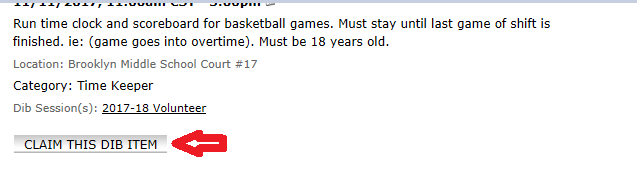 11/11/2017, 11:00am CST - 5:00pm
Run time clock and scoreboard for basketball games. Must stay until last game of shift is
finished. ie: (game goes into overtime). Must be 18 years old.
Location: Brooklyn Middle School Court #17
Category: Time Keeper
Dib Session(s): 2017-18 Volunteer
CLAIM THIS DIB ITEM